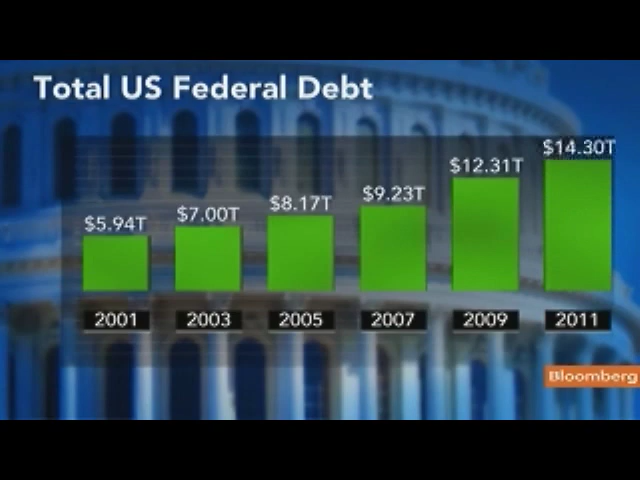 Total US Federal Debt
$5.94T
$7.00T
$8.17T
$9.23T
$12.31T
$14.30T
2001 2003 2005 2007 2009 2011
Bloomberg